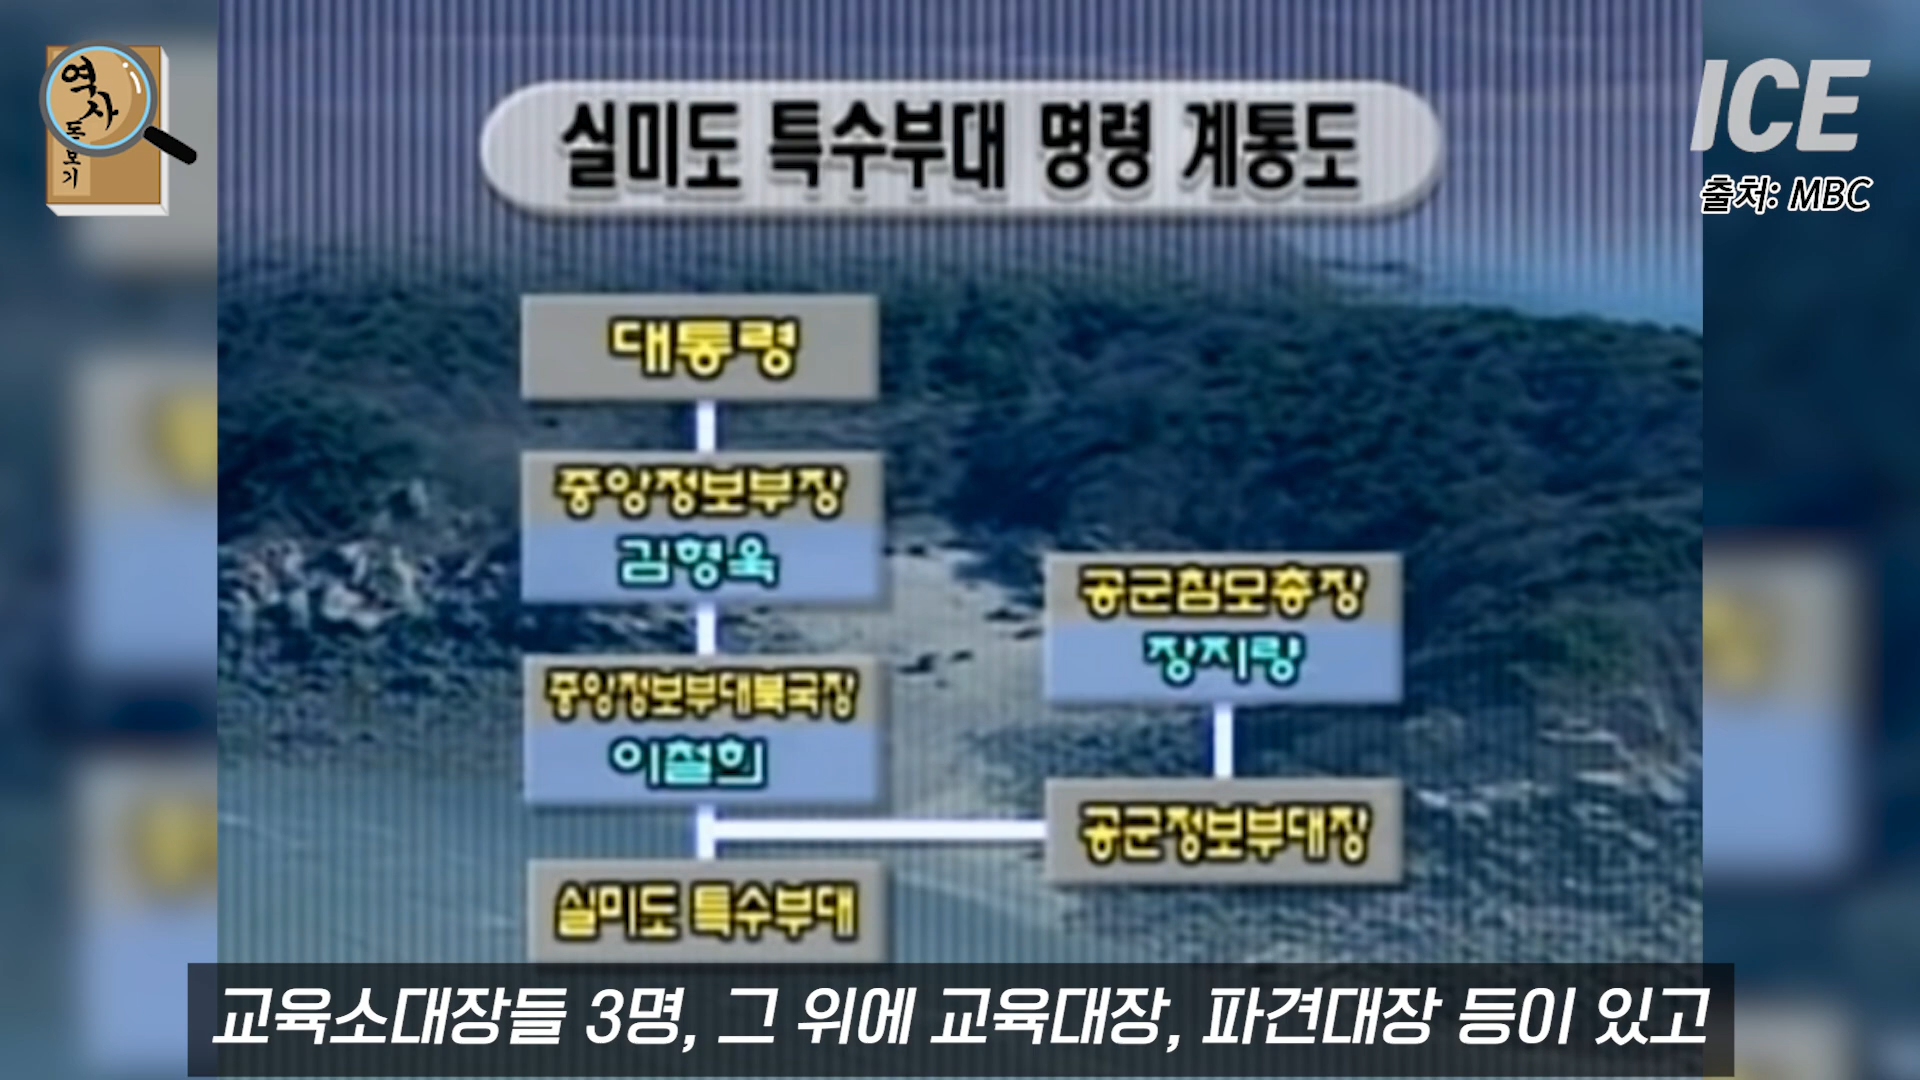 역사
돋보기
ICE
출처: MBC
실미도 특수부대 명령 계통도
대통령
중앙정보부장
김형욱
중앙정보부대북국장
이철희
공군참모총장
장지량
공군정보부대장
실미도 특수부대
교육소대장들 3명, 그 위에 교육대장, 파견대장 등이 있고